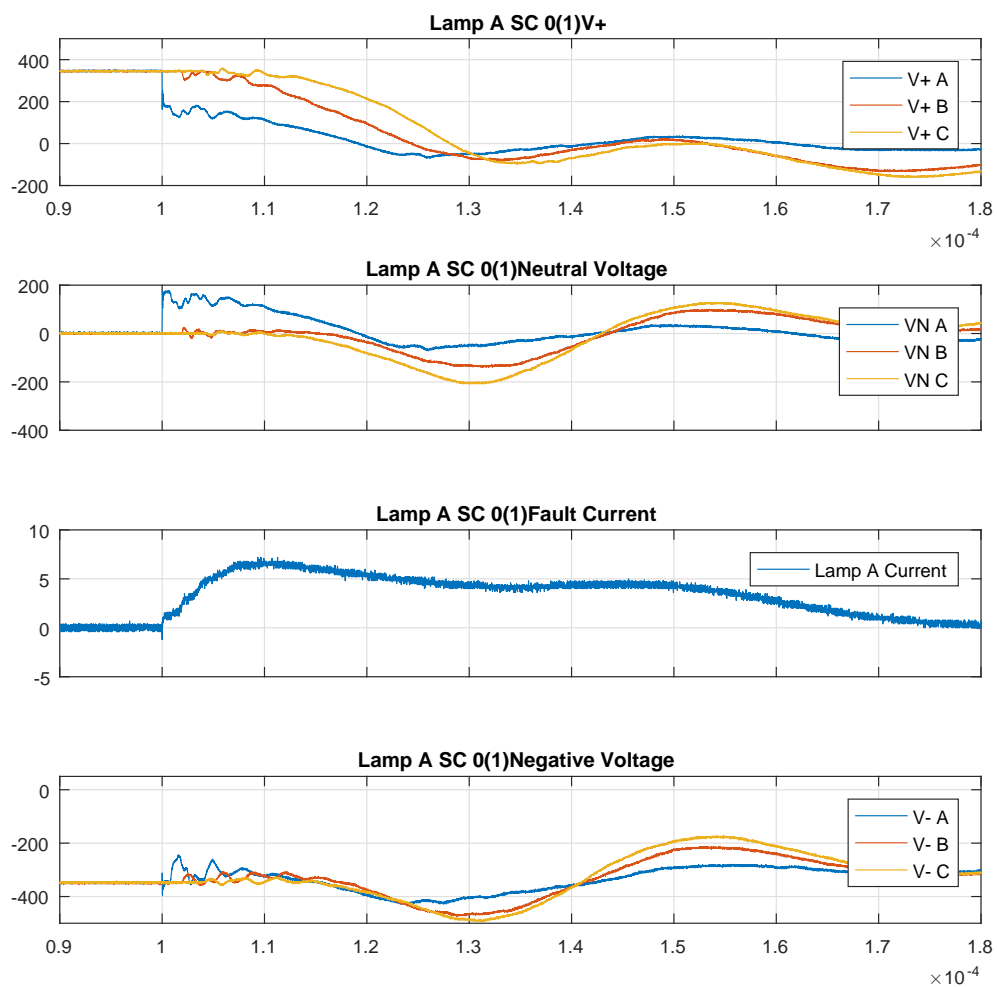 Lamp A SC 0(1)V+
400
200
0
-200
V+ A
V+ B
V+ C
0.9 1 1.1 1.2 1.3 1.4 1.5 1.6 1.7 1.8
×10-4
Lamp A SC 0(1)Neutral Voltage
200
0
-200
-400
VN A
VN B
VN C
Lamp A SC 0(1)Fault Current
10
5
0
-5
Lamp A Current
Lamp A SC 0(1)Negative Voltage
0
-200
-400
V- A
V- B
V- C
0.9 1 1.1 1.2 1.3 1.4 1.5 1.6 1.7 1.8
×10-4